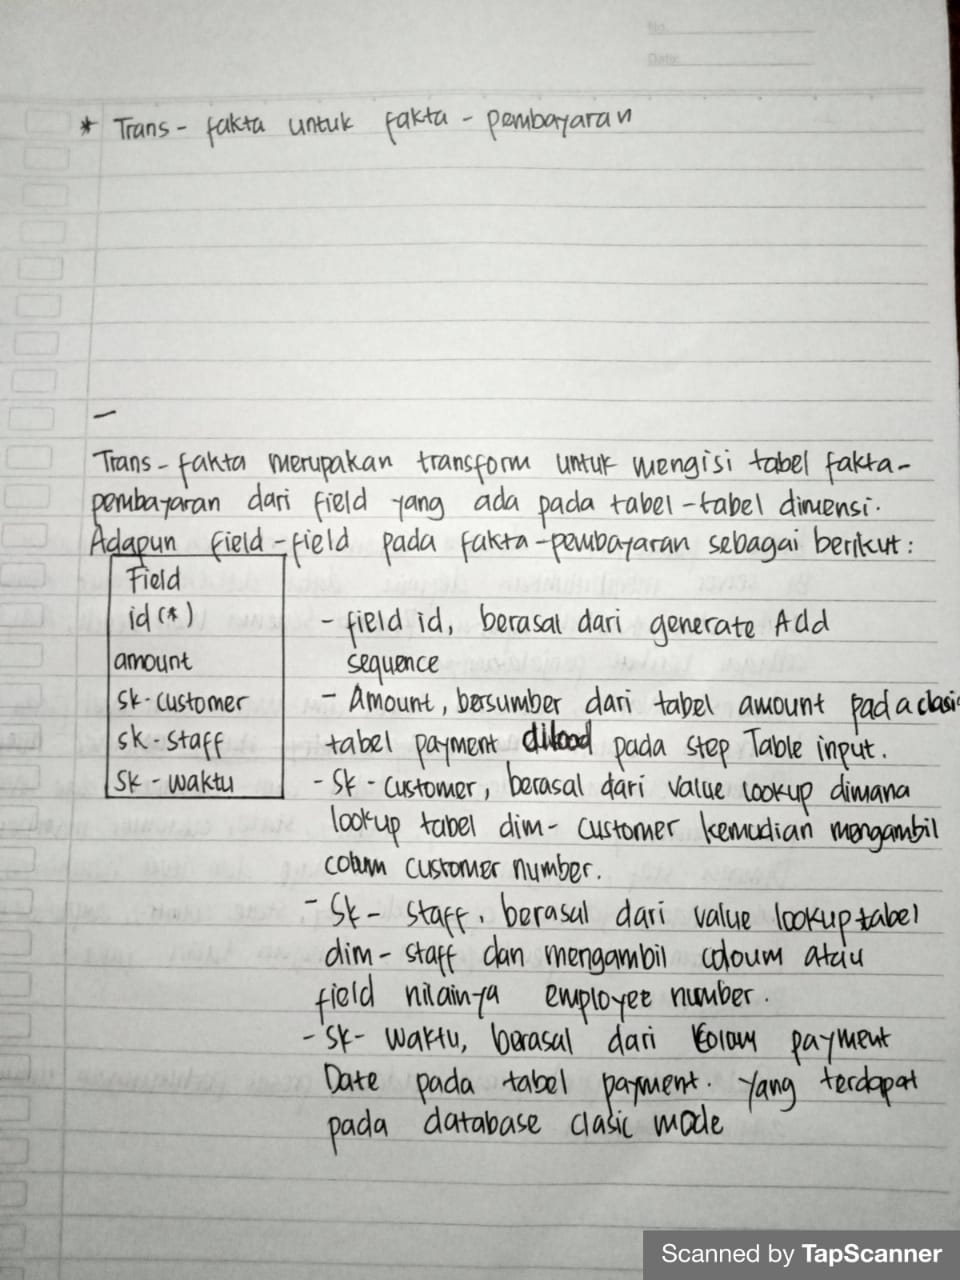 No.
Date:
* Trans - fakta untuk fakta - pembayaran
Trans - fakta merupakan transform untuk mengisi tabel fakta -
pembayaran dari field yang ada pada tabel - tabel dimensi.
Adapun field - field pada fakta - pembayaran sebagai berikut :
Field
id (*)
amount
sk - customer
sk - staff
sk - waktu
- field id, berasal dari generate Add
sequence
- Amount, bersumber dari tabel amount pada clasi
tabel payment diload pada step Table input.
- Sk - customer, berasal dari value lookup dimana
lookup tabel dim - customer kemudian mengambil
colum customer number.
- Sk - staff. berasal dari value lookup tabel
dim - staff dan mengambil coloum atau
field nilainya employee number.
- Sk - waktu, berasal dari kolom payment
Date pada tabel payment. yang terdapat
pada database clasic mode
Scanned by TapScanner